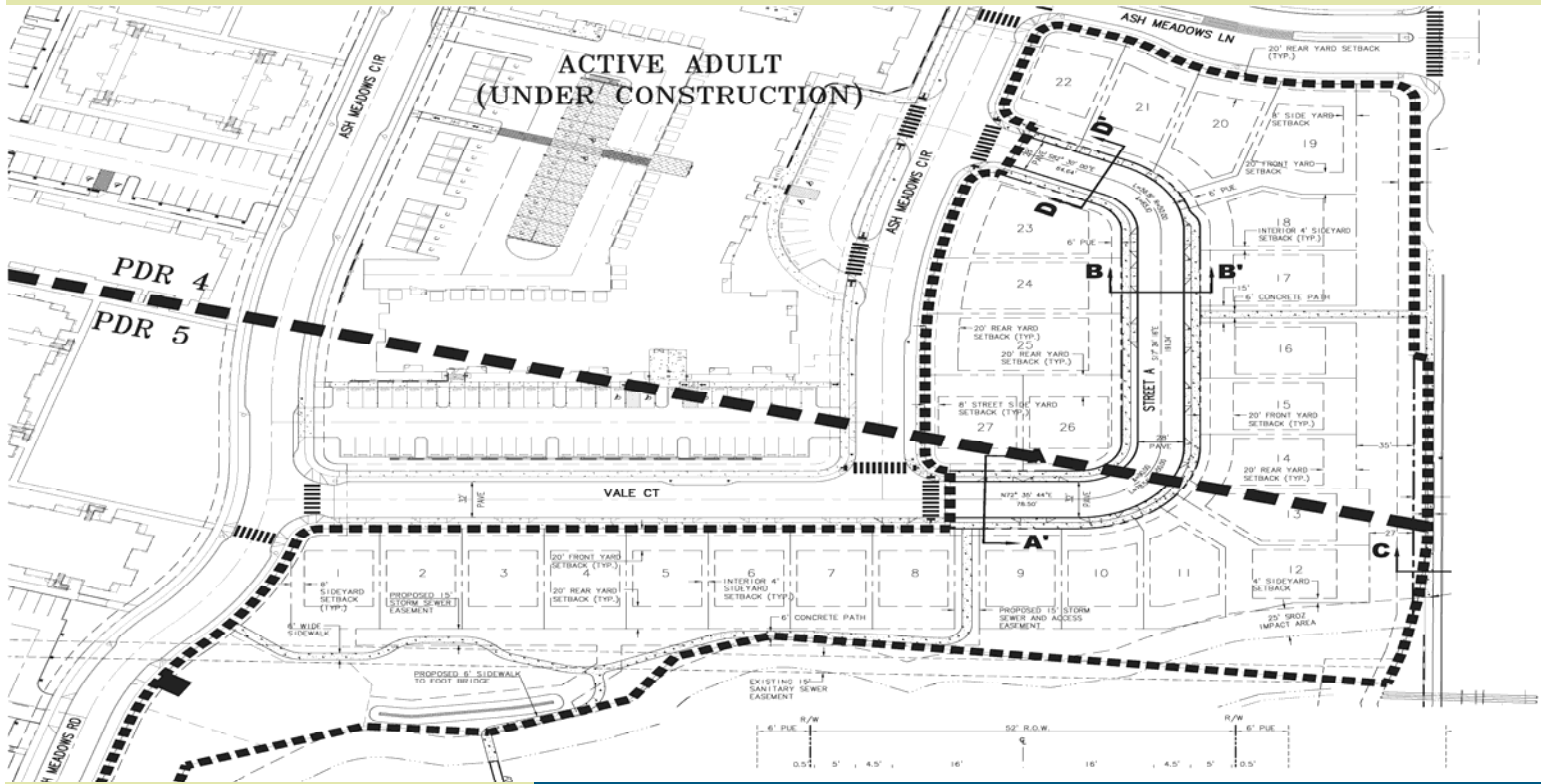 ASH MEADOWS LN
20' REAR YARD SETBACK
(TYP.)
ACTIVE ADULT
(UNDER CONSTRUCTION)
ASH MEADOWS CIR
ASH MEADOWS CIR
22
21
20
8' SIDE YARD
SETBACK
19
20' FRONT YARD
SETBACK
D'
D
6' PUE
18
INTERIOR 4' SIDEYARD
SETBACK (TYP.)
23
6' PUE
B
B'
17
15'
6' CONCRETE PATH
24
PDR 4
PDR 5
20' REAR YARD
SETBACK (TYP.)
25
20' REAR YARD
SETBACK (TYP.)
16
STREET A
15
20' FRONT YARD
SETBACK (TYP.)
8' STREET SIDE YARD
SETBACK (TYP.)
27
26
28'
PAVE
35'
14
20' REAR YARD
SETBACK (TYP.)
A
VALE CT
32'
PAVE
N72° 35' 44"E
78.50'
32'
PAVE
13
27'
A'
C
1
2
3
4
5
6
7
8
9
10
11
12
20' FRONT YARD
SETBACK (TYP.)
8'
SIDEYARD
SETBACK
(TYP.)
PROPOSED 15'
STORM SEWER
EASEMENT
20' REAR YARD
SETBACK (TYP.)
INTERIOR 4'
SIDEYARD
SETBACK (TYP.)
4' SIDEYARD
SETBACK
6' WIDE
SIDEWALK
6' CONCRETE PATH
PROPOSED 15' STORM
SEWER AND ACCESS
EASEMENT
25' SROZ
IMPACT AREA
PROPOSED 6' SIDEWALK
TO FOOT BRIDGE
EXISTING 15'
SANITARY SEWER
EASEMENT
ASH MEADOWS RD
R/W
R/W
6' PUE
52' R.O.W.
6' PUE
0.5'
5'
4.5'
16'
16'
4.5'
5'
0.5'